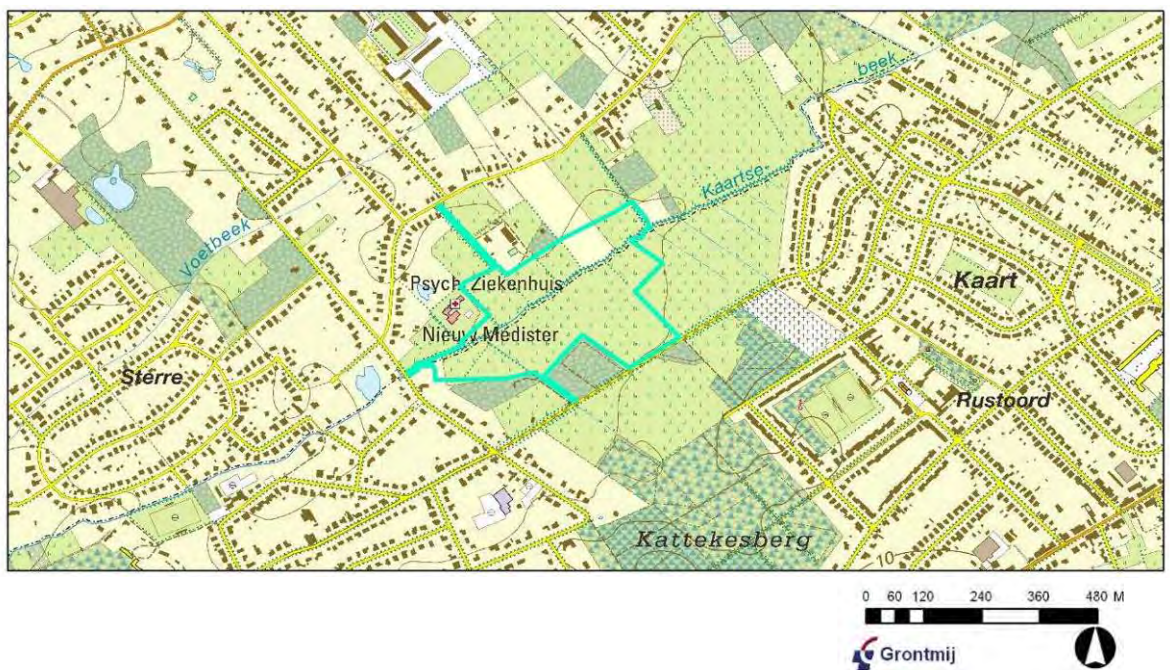 beek
Kaartse
Voetbeek
Psych. Ziekenhuis
Kaart
Nieuw Medister
Sterre
Rustoord
Kattekesberg
10
0 60 120 240 360 480 M
Grontmij